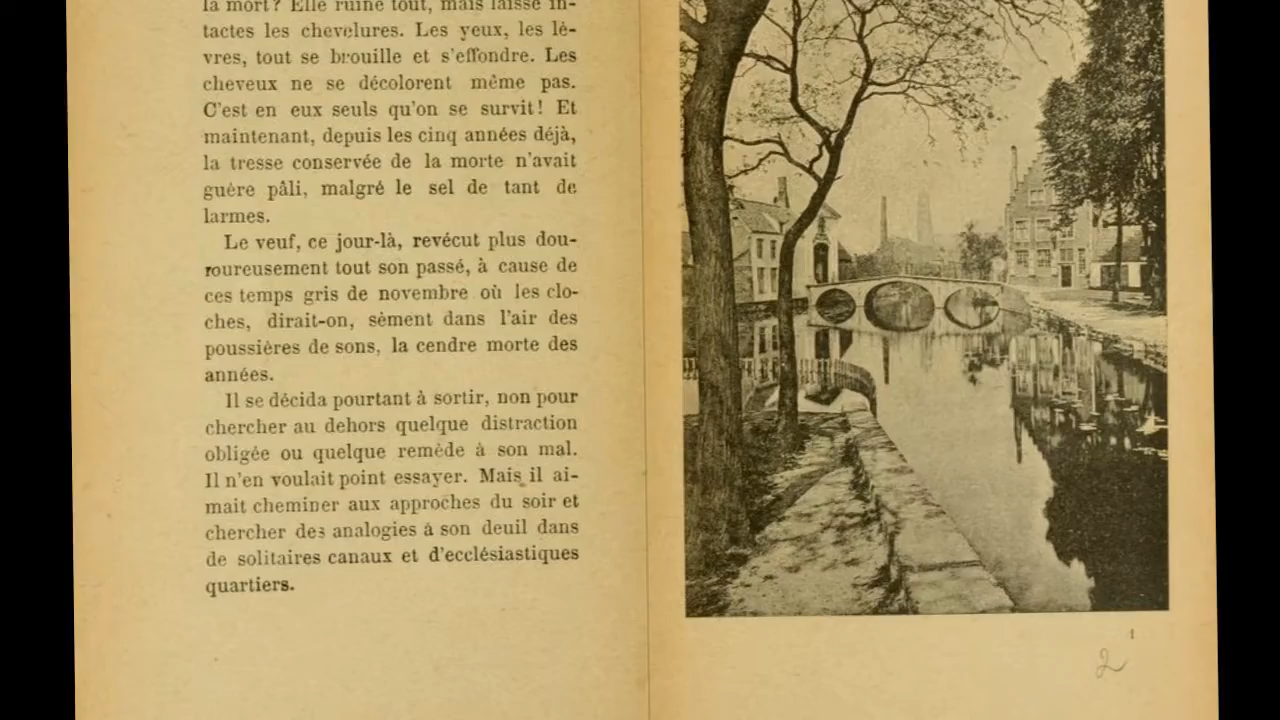 la mort? Elle ruine tout, mais laisse in-
tactes les chevelures. Les yeux, les lè-
vres, tout se brouille et s'effondre. Les
cheveux ne se décolorent même pas.
C'est en eux seuls qu'on se survit! Et
maintenant, depuis les cinq années déjà,
la tresse conservée de la morte n'avait
guère pâli, malgré le sel de tant de
larmes.
Le veuf, ce jour-là, revécut plus dou-
loureusement tout son passé, à cause de
ces temps gris de novembre où les clo-
ches, dirait-on, sèment dans l'air des
poussières de sons, la cendre morte des
années.
Il se décida pourtant à sortir, non pour
chercher au dehors quelque distraction
obligée ou quelque remède à son mal.
Il n'en voulait point essayer. Mais il ai-
mait cheminer aux approches du soir et
chercher des analogies à son deuil dans
de solitaires canaux et d'ecclésiastiques
quartiers.
1
2